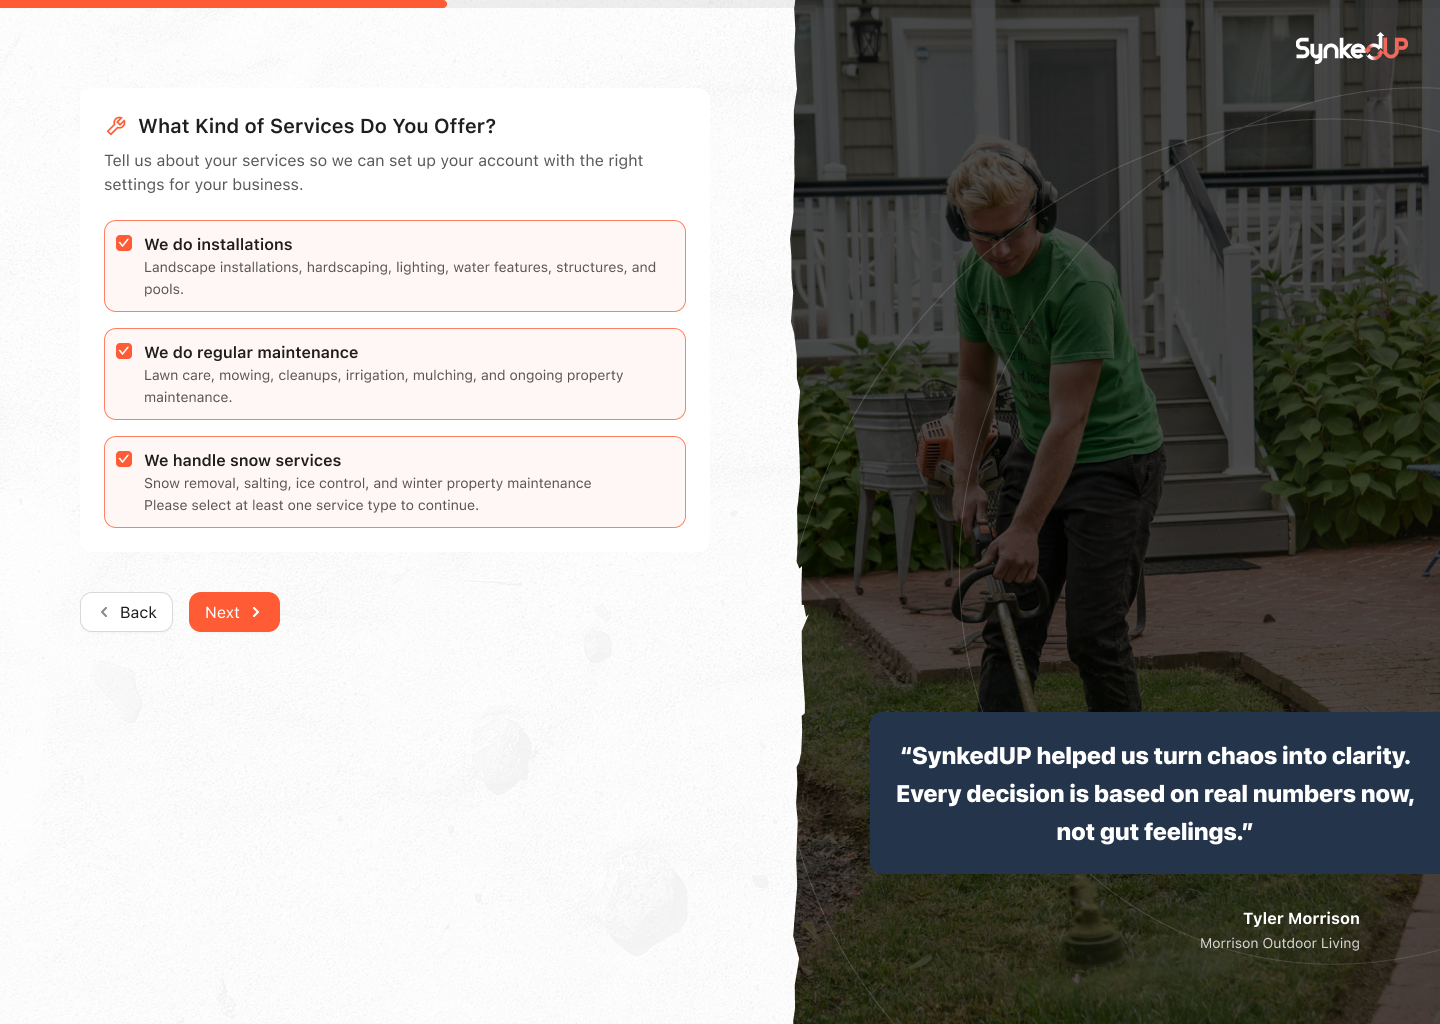 What Kind of Services Do You Offer?
Tell us about your services so we can set up your account with the right
settings for your business.
We do installations
Landscape installations, hardscaping, lighting, water features, structures, and
pools.
We do regular maintenance
Lawn care, mowing, cleanups, irrigation, mulching, and ongoing property
maintenance.
We handle snow services
Snow removal, salting, ice control, and winter property maintenance
Please select at least one service type to continue.
Back
Next
SynkedUP
“SynkedUP helped us turn chaos into clarity.
Every decision is based on real numbers now,
not gut feelings.”
Tyler Morrison
Morrison Outdoor Living